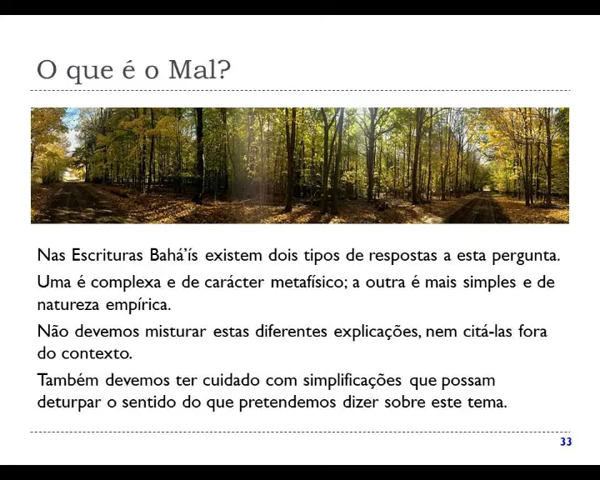 O que é o Mal?
Nas Escrituras Bahá’ís existem dois tipos de respostas a esta pergunta.
Uma é complexa e de carácter metafísico; a outra é mais simples e de
natureza empírica.
Não devemos misturar estas diferentes explicações, nem citá-las fora
do contexto.
Também devemos ter cuidado com simplificações que possam
deturpar o sentido do que pretendemos dizer sobre este tema.
33